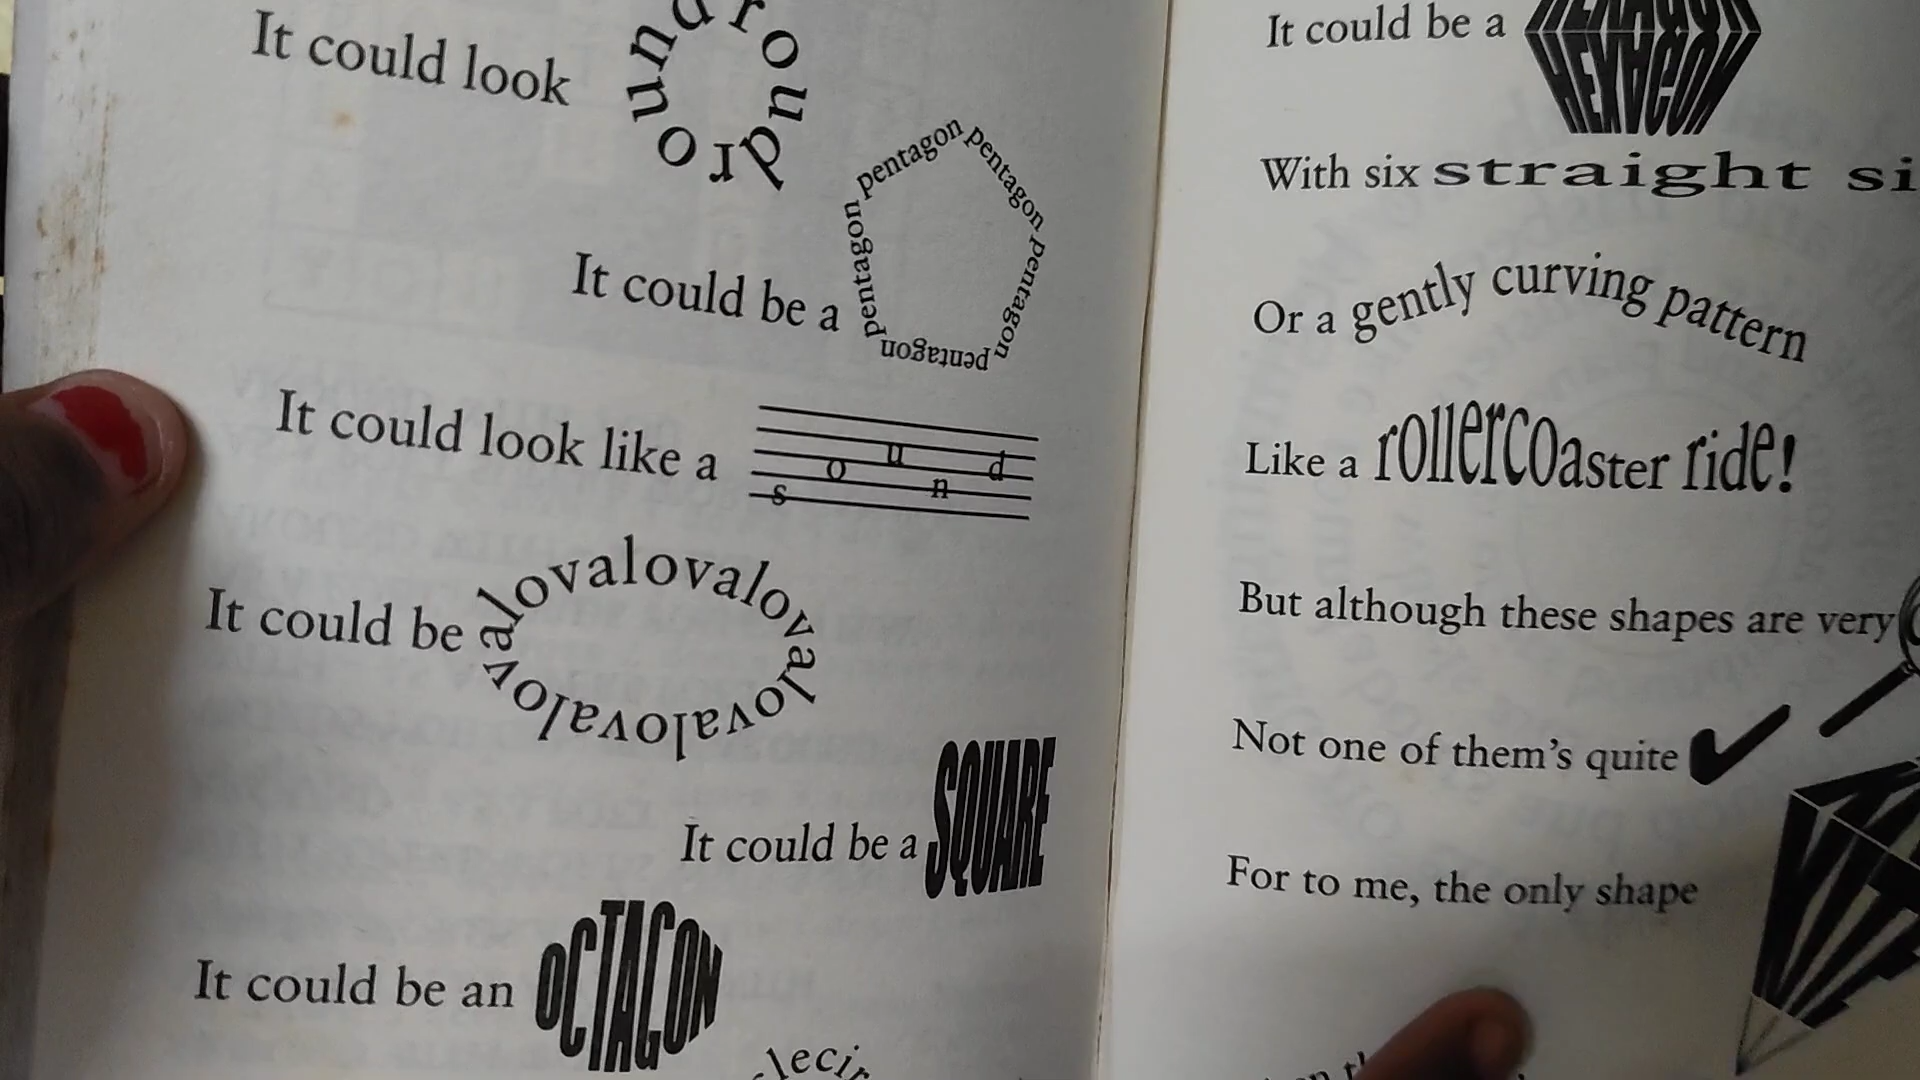 It could look roundround
It could be a pentagon pentagon pentagon pentagon pentagon
It could look like a sound
It could be ovalovalovalovalovaloval
It could be a SQUARE
It could be an OCTAGON
It could be a HEXAGON
With six straight
Or a gently curving pattern
Like a rollercoaster ride!
But although these shapes are very
Not one of them's quite
For to me, the only shape